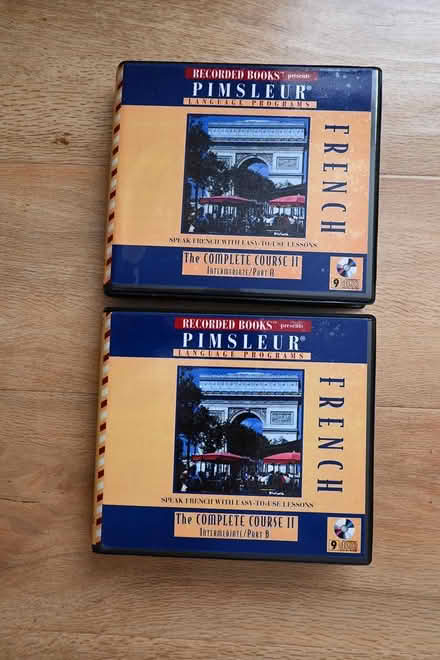 RECORDED BOOKS™ presents
PIMSLEUR®
LANGUAGE PROGRAMS
FRENCH
SPEAK FRENCH WITH EASY-TO-USE LESSONS
The COMPLETE COURSE II
INTERMEDIATE/PART A
9
RECORDED BOOKS™ presents
PIMSLEUR®
LANGUAGE PROGRAMS
FRENCH
SPEAK FRENCH WITH EASY-TO-USE LESSONS
The COMPLETE COURSE II
INTERMEDIATE/PART B
9